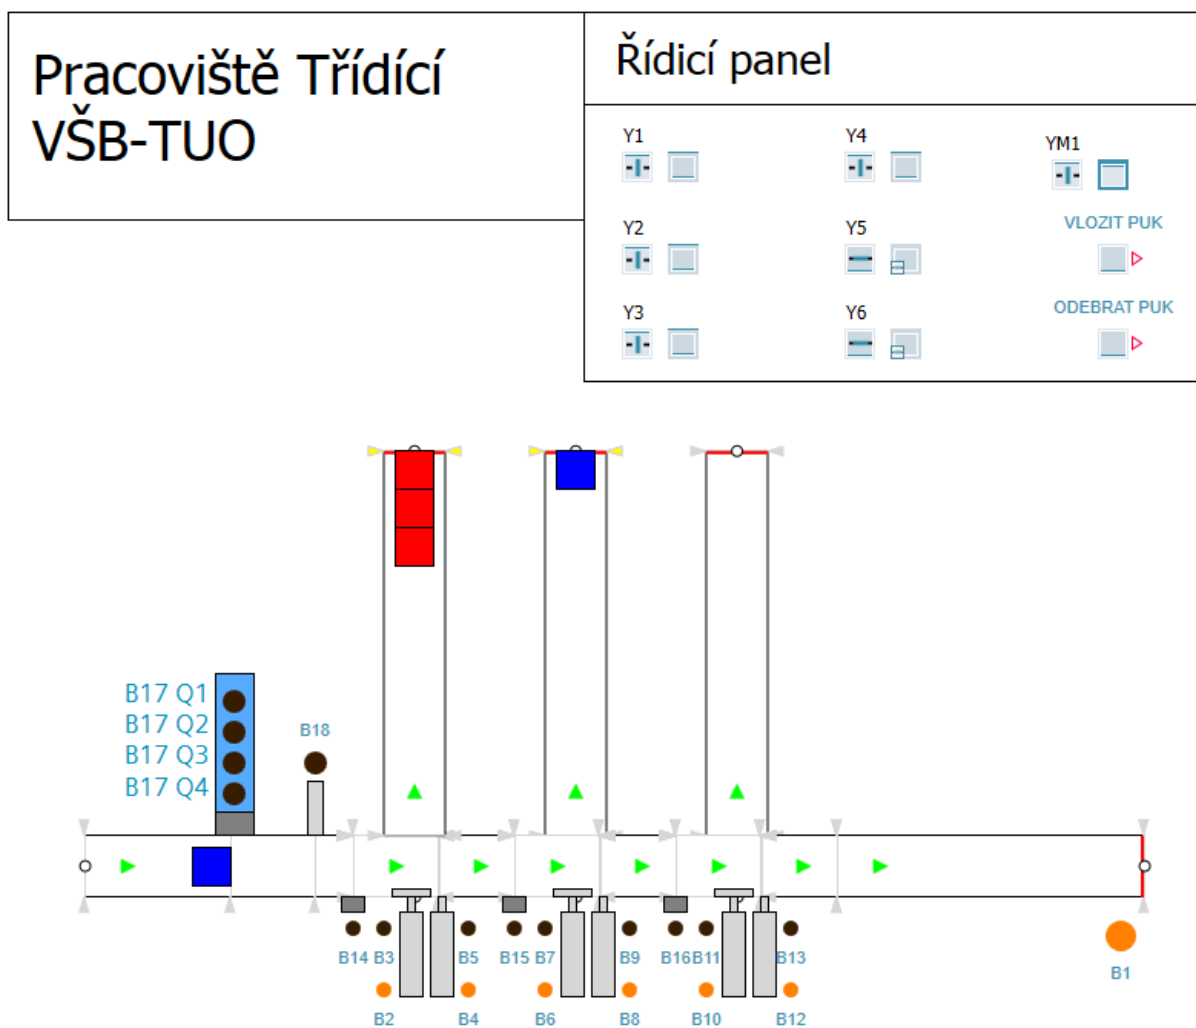 Pracoviště Třídící
VŠB-TUO
Řídicí panel
Y1
Y4
YM1
Y2
Y5
VLOZIT PUK
Y3
Y6
ODEBRAT PUK
B17 Q1
B17 Q2
B17 Q3
B17 Q4
B18
B14 B3 B5 B15 B7 B9 B16 B11 B13
B1
B2 B4 B6 B8 B10 B12